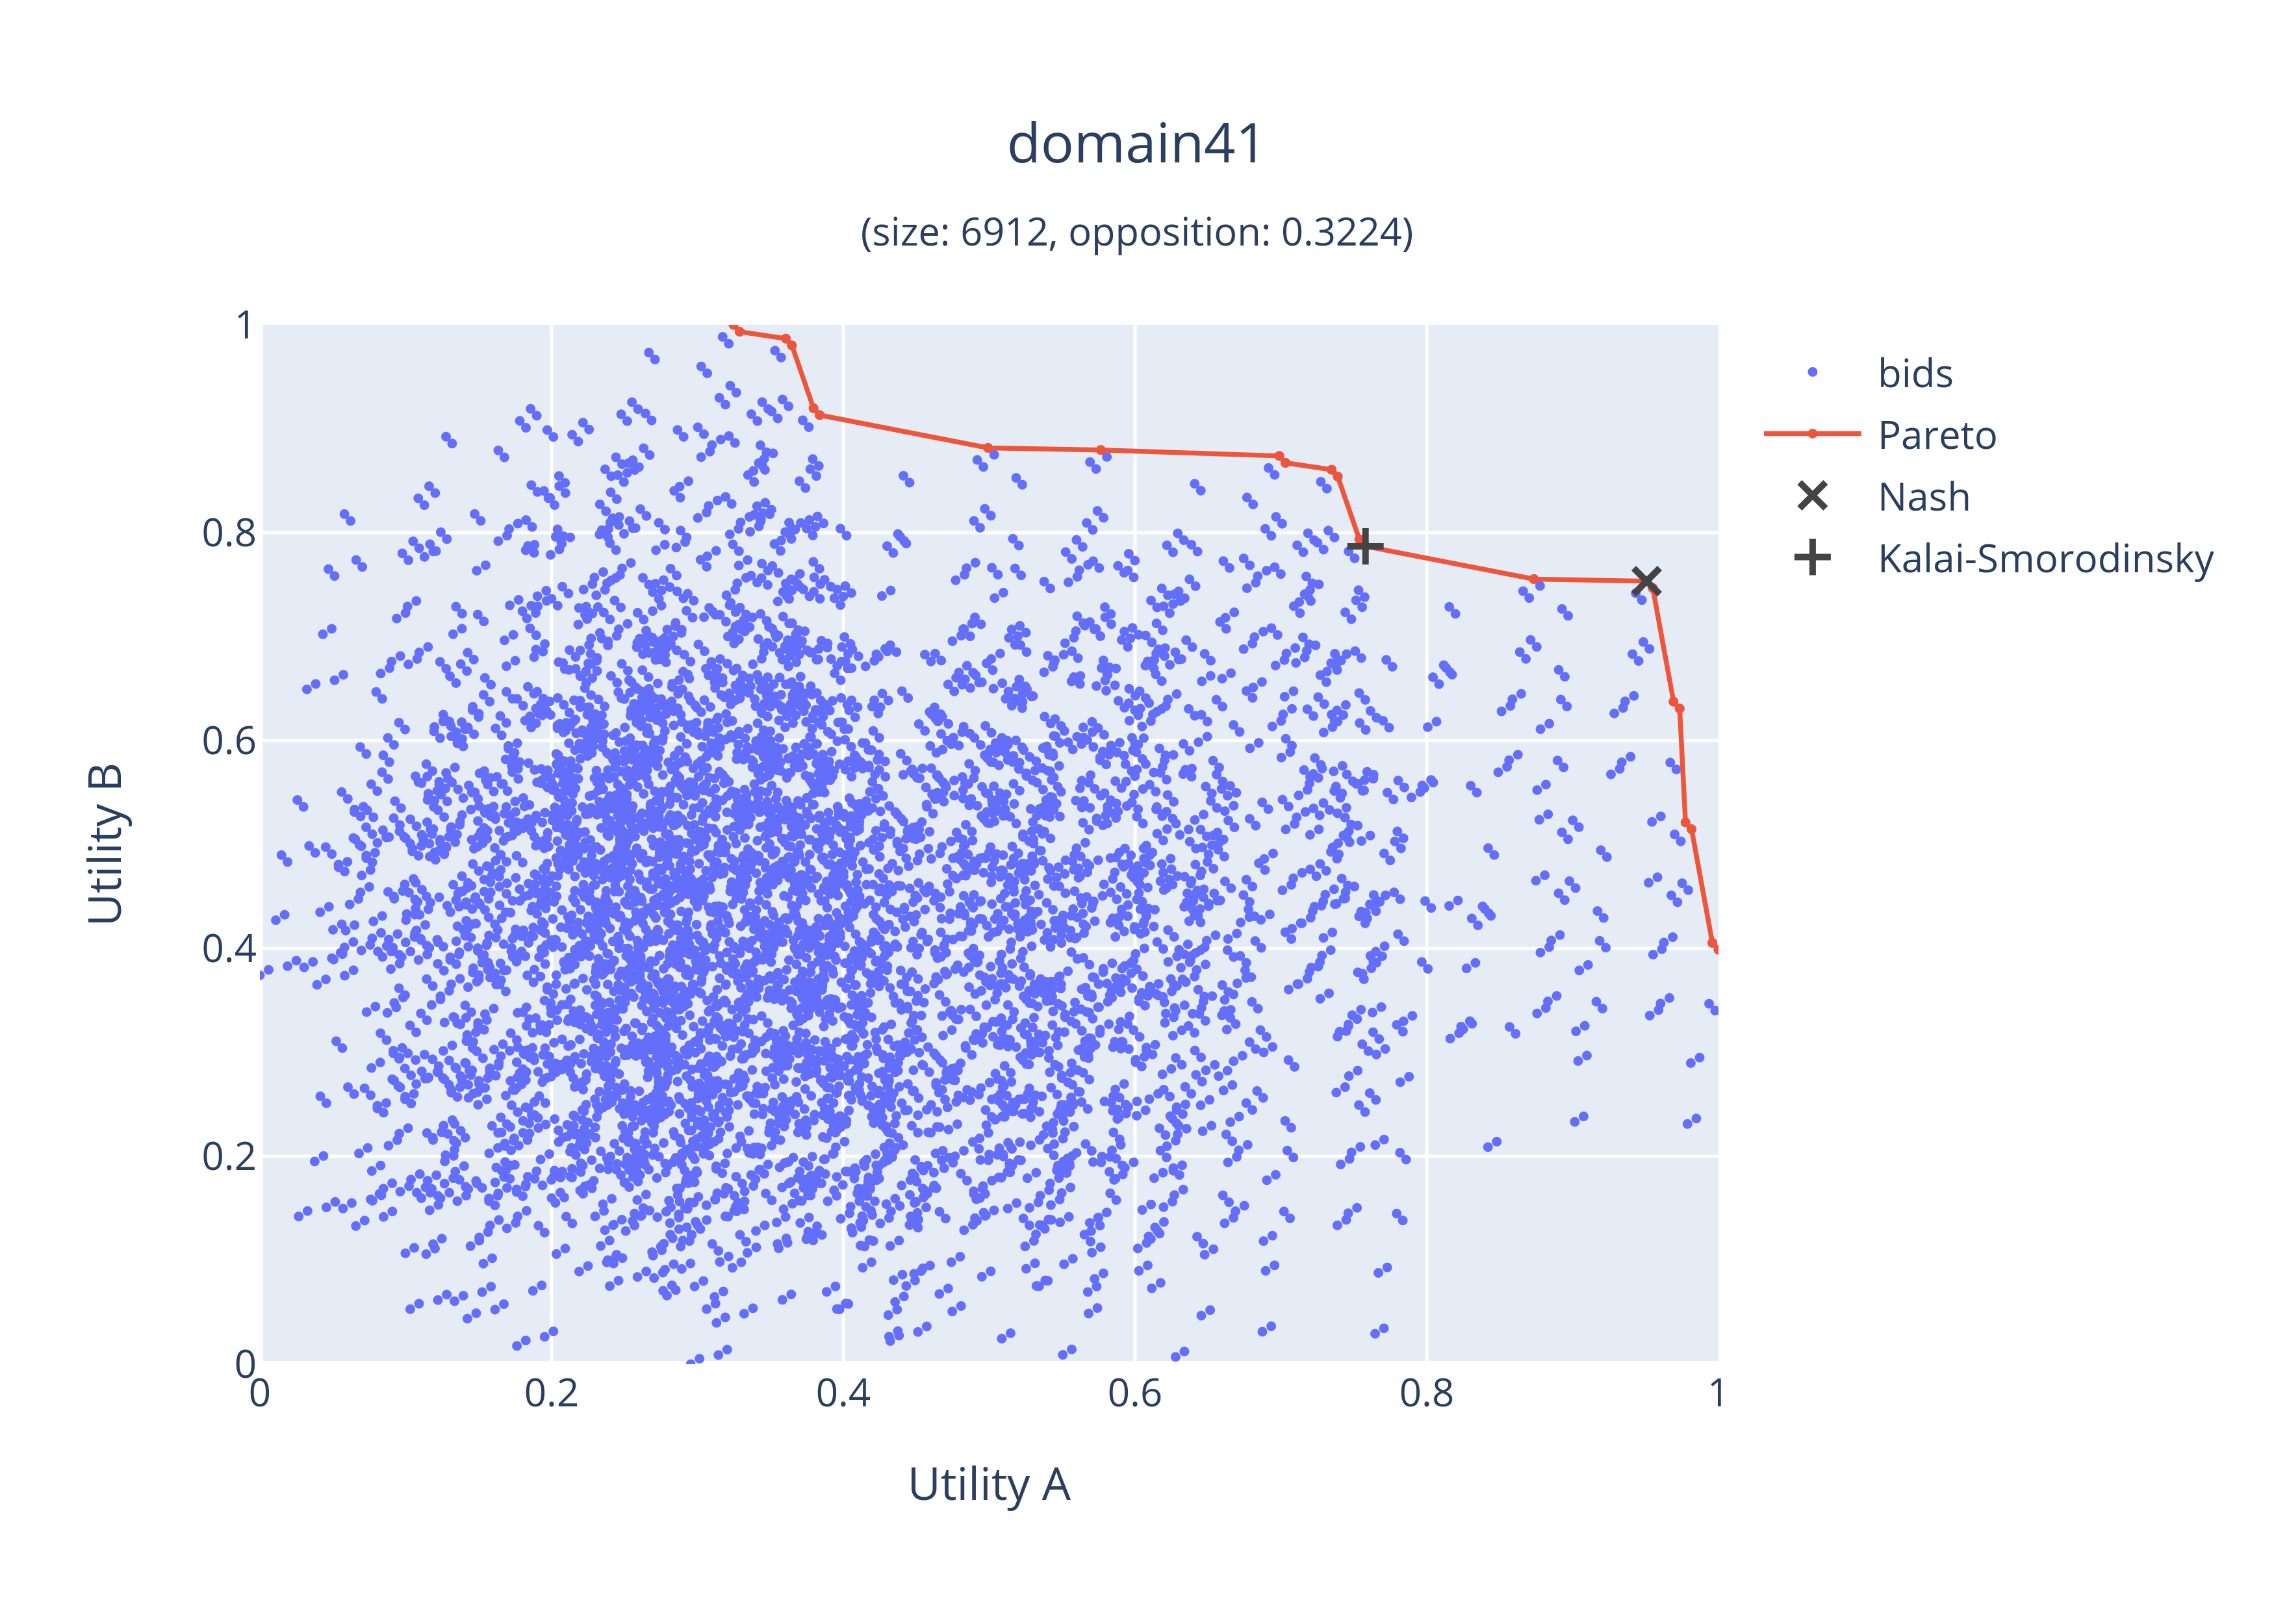 domain41
(size: 6912, opposition: 0.3224)
1
0.8
0.6
0.4
0.2
0
0
0.2
0.4
0.6
0.8
1
Utility B
Utility A
bids
Pareto
Nash
Kalai-Smorodinsky